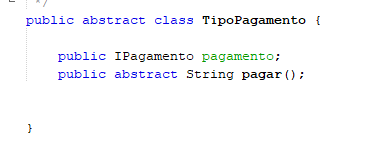 */
public abstract class TipoPagamento {
public IPagamento pagamento;
public abstract String pagar();
}